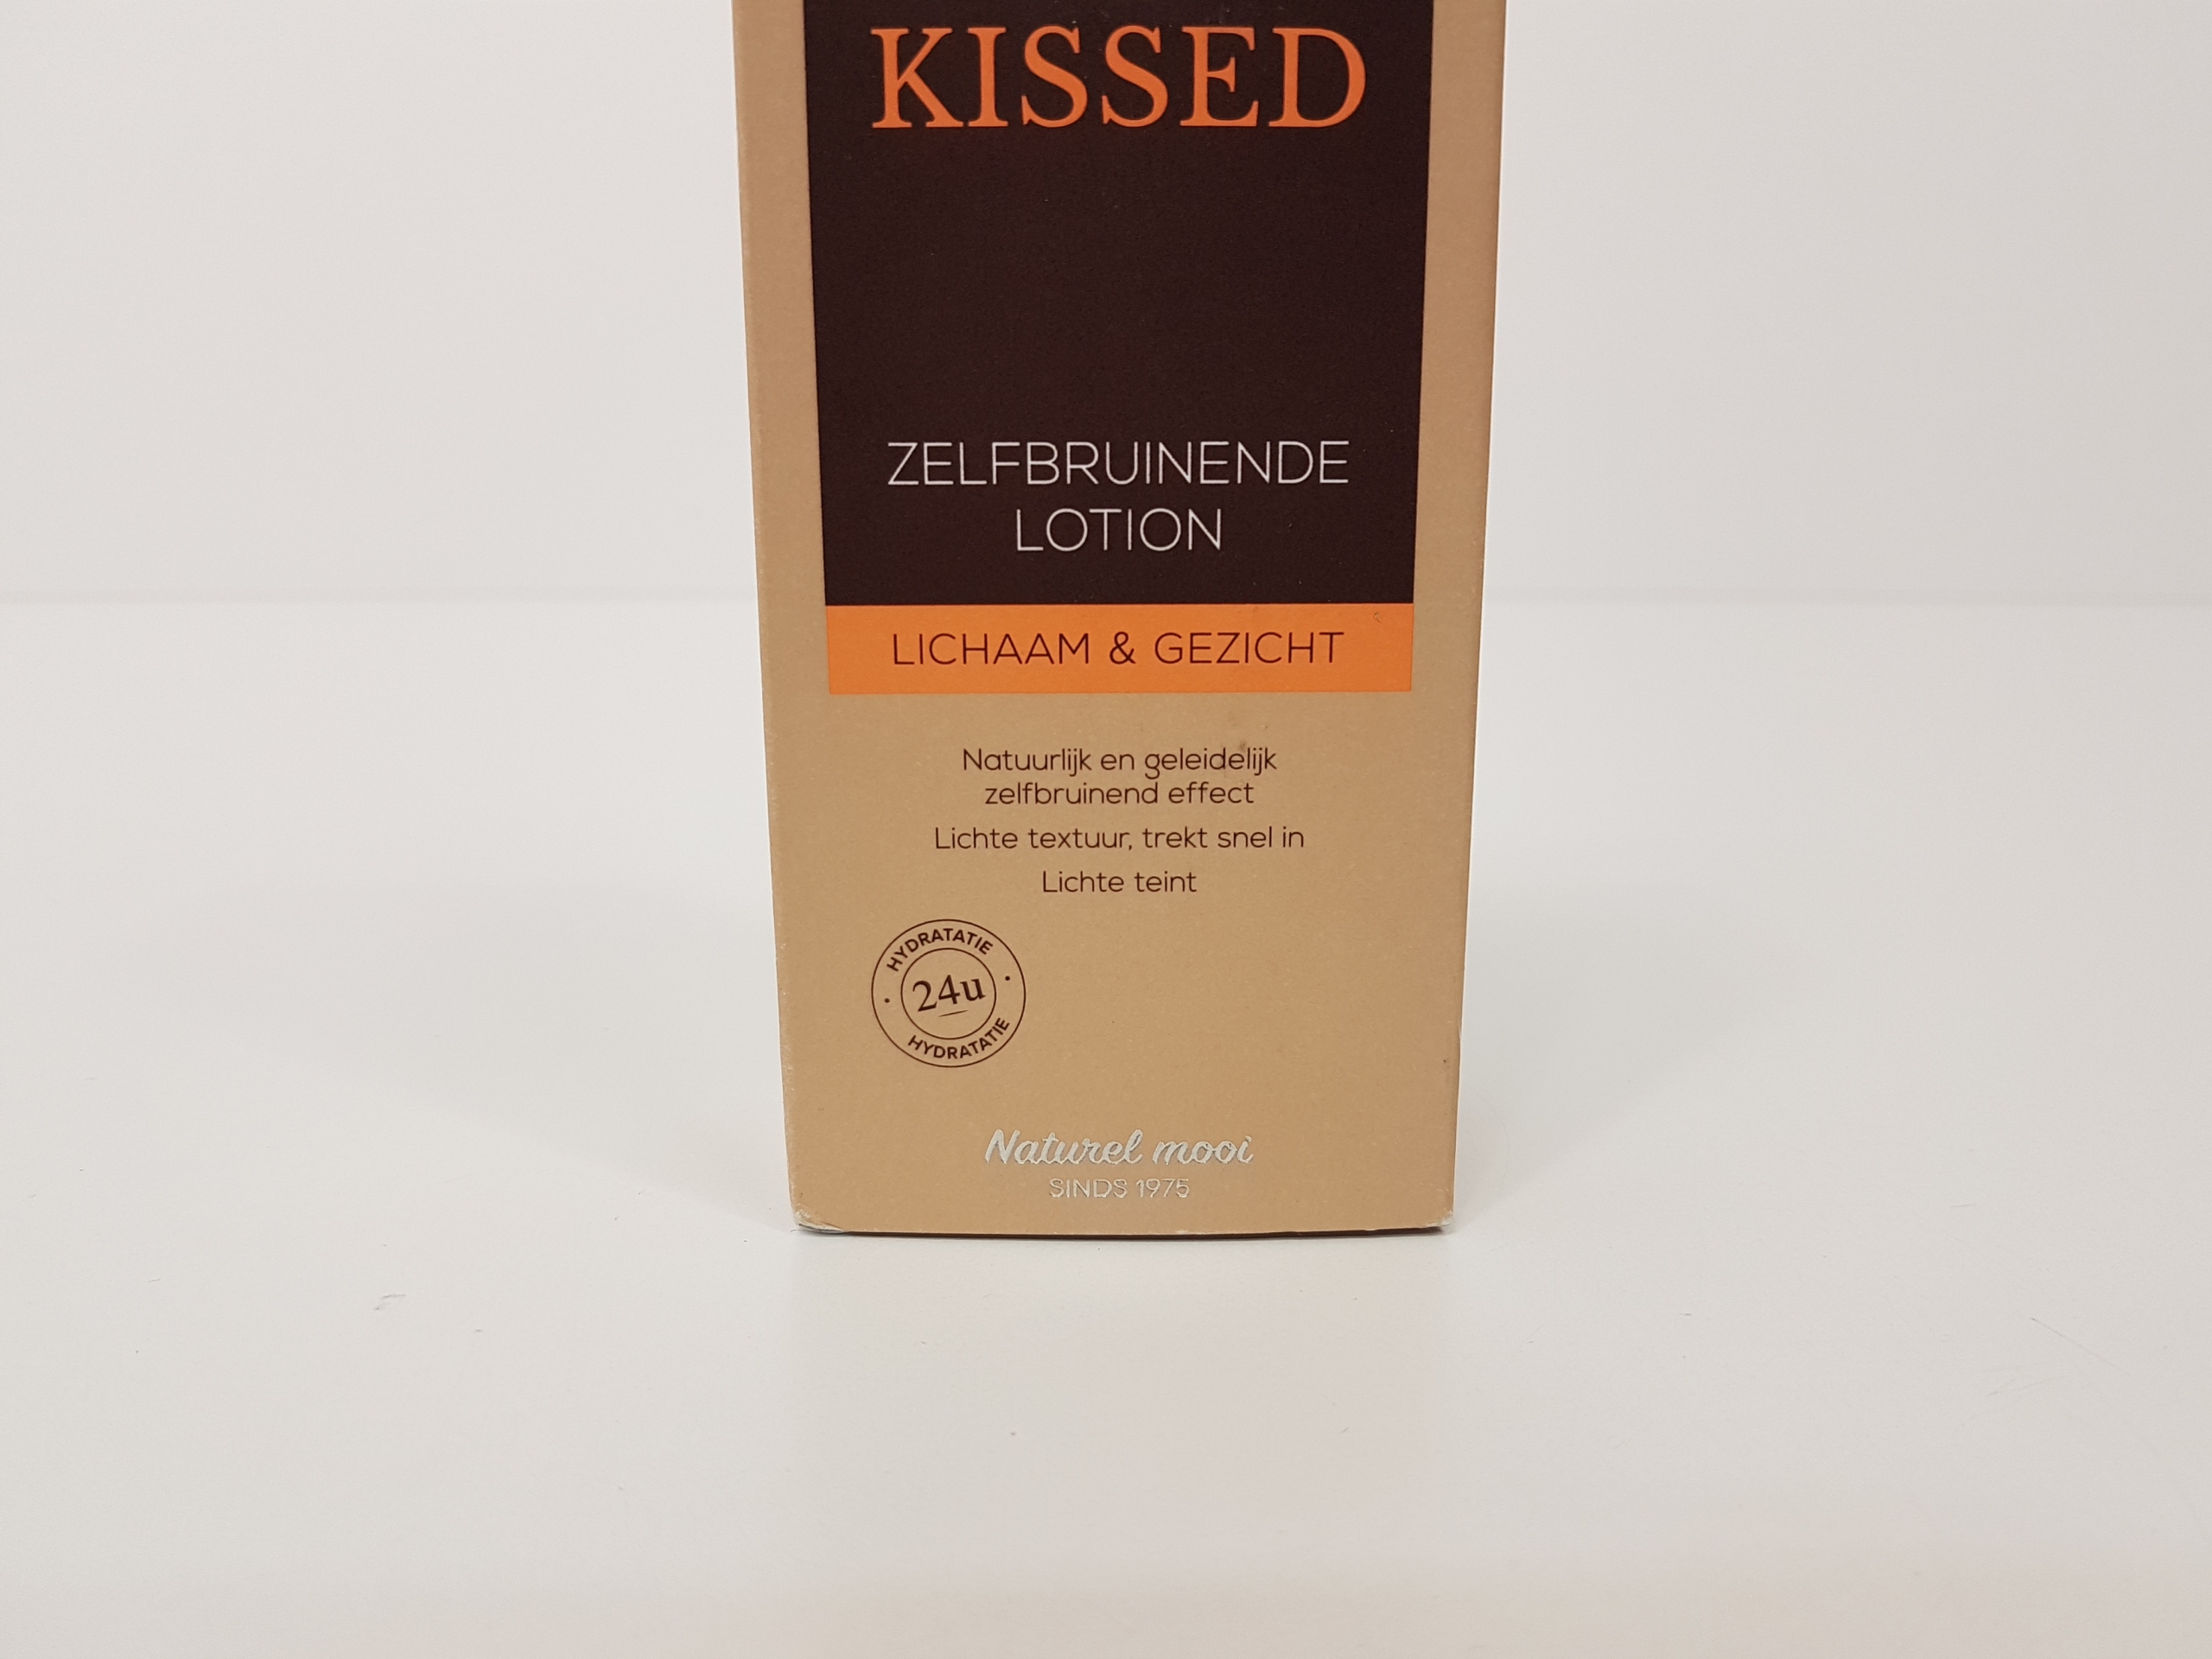 KISSED
ZELFBRUINENDE
LOTION
LICHAAM & GEZICHT
Natuurlijk en geleidelijk
zelfbruinend effect
Lichte textuur, trekt snel in
Lichte teint
HYDRATATIE
24u
HYDRATATIE
Naturel mooi
SINDS 1975